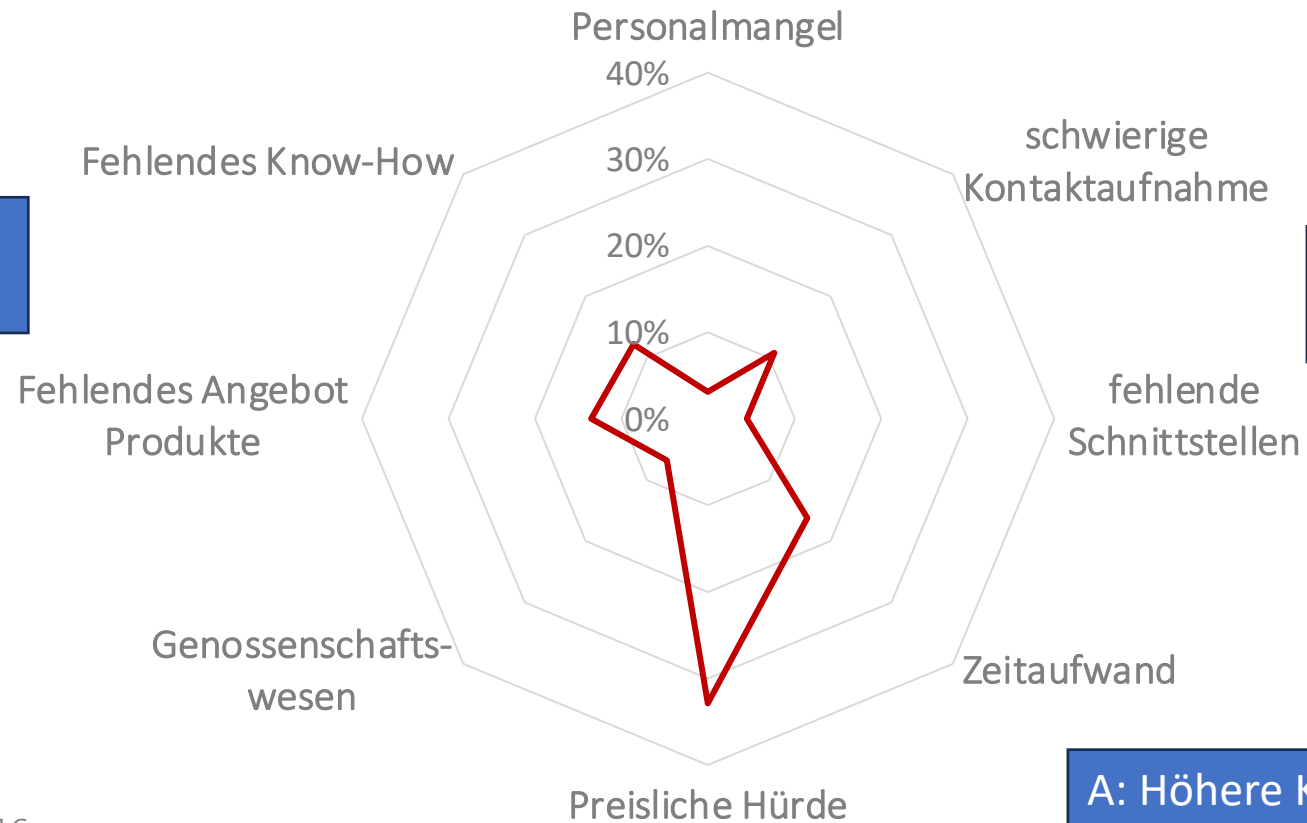 Personalmangel
40%
schwierige
Kontaktaufnahme
Fehlendes Know-How
30%
20%
10%
Fehlendes Angebot
Produkte
0%
fehlende
Schnittstellen
Genossenschafts-
wesen
Zeitaufwand
Preisliche Hürde
A: Höhere K